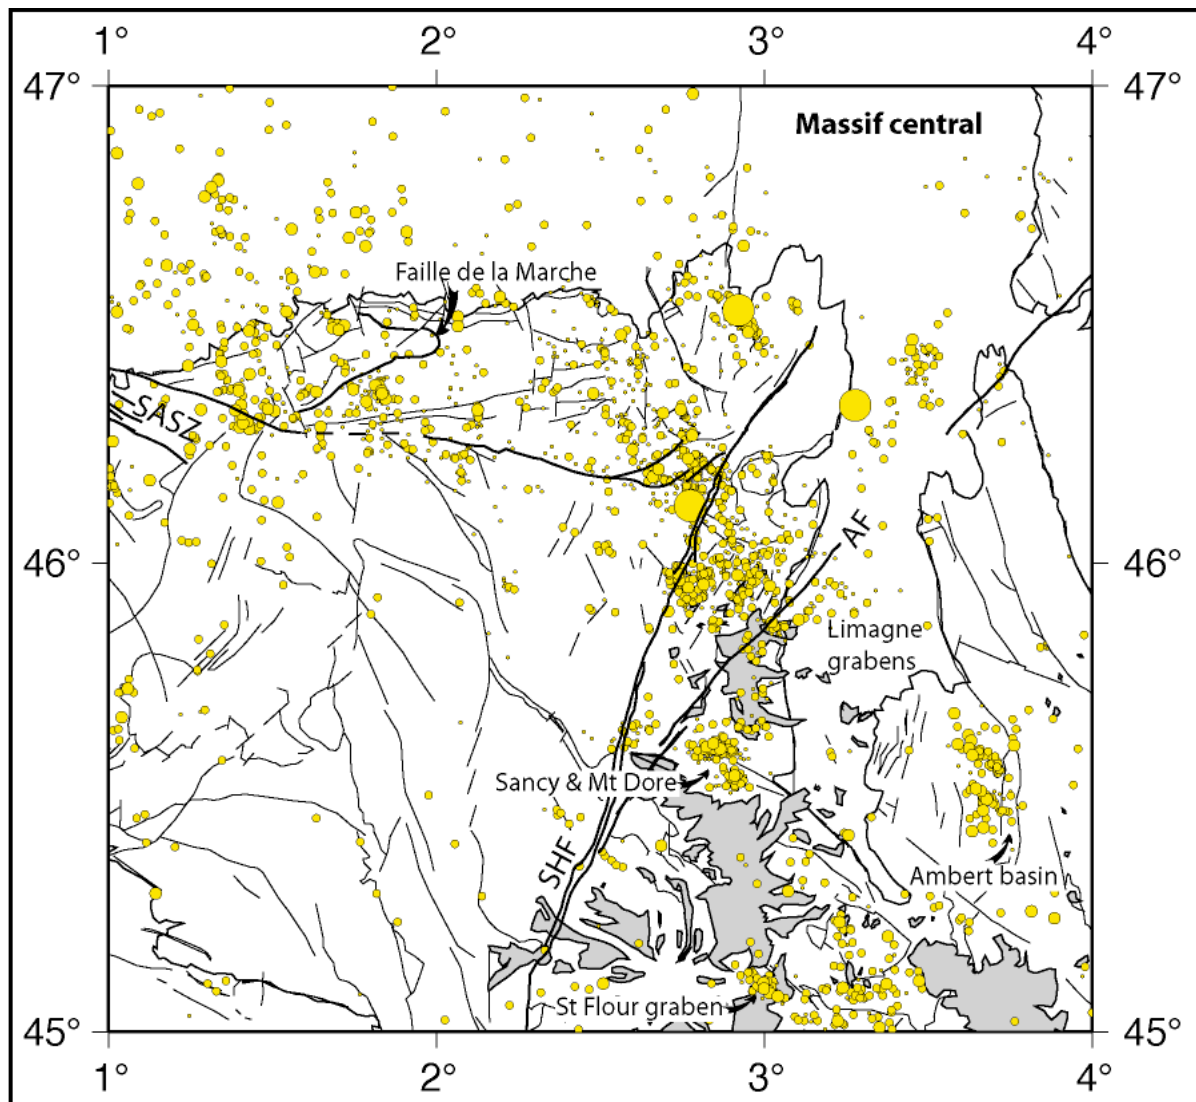 1° 2° 3° 4°
47° 47°
Massif central
Faille de la Marche
SASZ
46° 46°
AF
Limagne
grabens
Sancy & Mt Dore
SHF
Ambert basin
St Flour graben
45° 45°
1° 2° 3° 4°